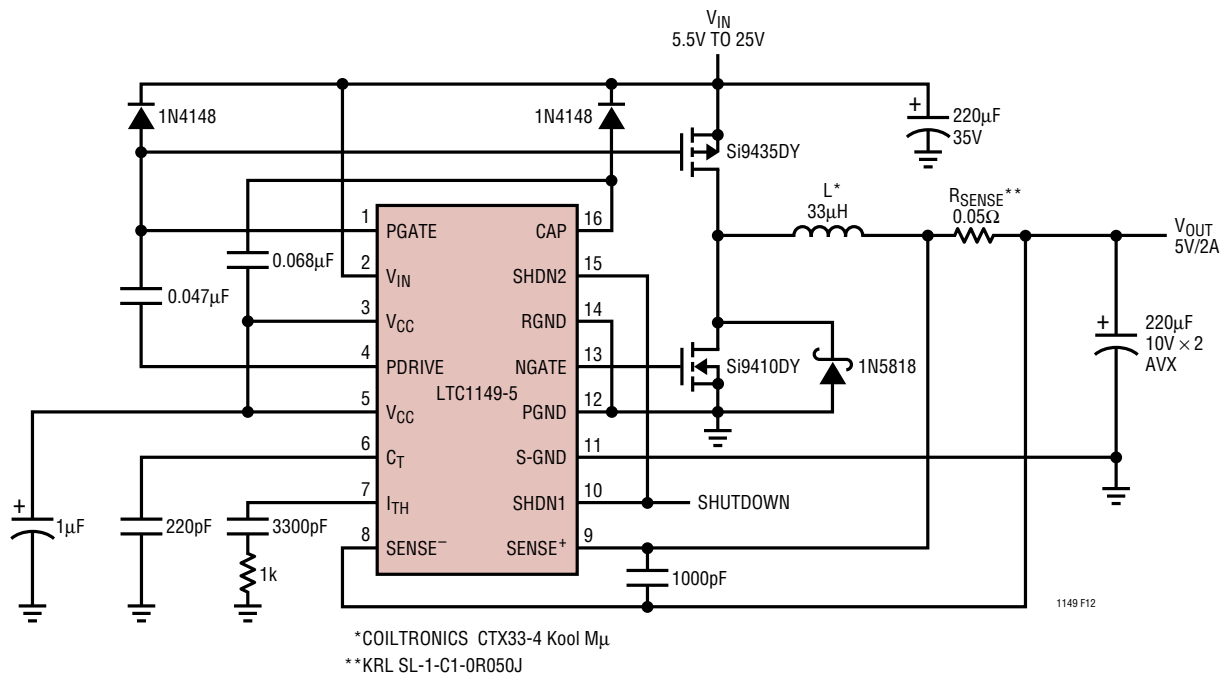 V_IN
5.5V TO 25V
1N4148
1N4148
+
220µF
35V
Si9435DY
L*
33µH
R_SENSE**
0.05Ω
V_OUT
5V/2A
1
PGATE
CAP
16
0.068µF
2
V_IN
SHDN2
15
0.047µF
3
V_CC
RGND
14
4
PDRIVE
NGATE
13
Si9410DY
1N5818
+
220µF
10V × 2
AVX
LTC1149-5
5
V_CC
PGND
12
6
C_T
S-GND
11
7
I_TH
SHDN1
10
SHUTDOWN
+
1µF
220pF
3300pF
8
SENSE⁻
SENSE⁺
9
1k
1000pF
1149 F12
*COILTRONICS CTX33-4 Kool Mµ
**KRL SL-1-C1-0R050J